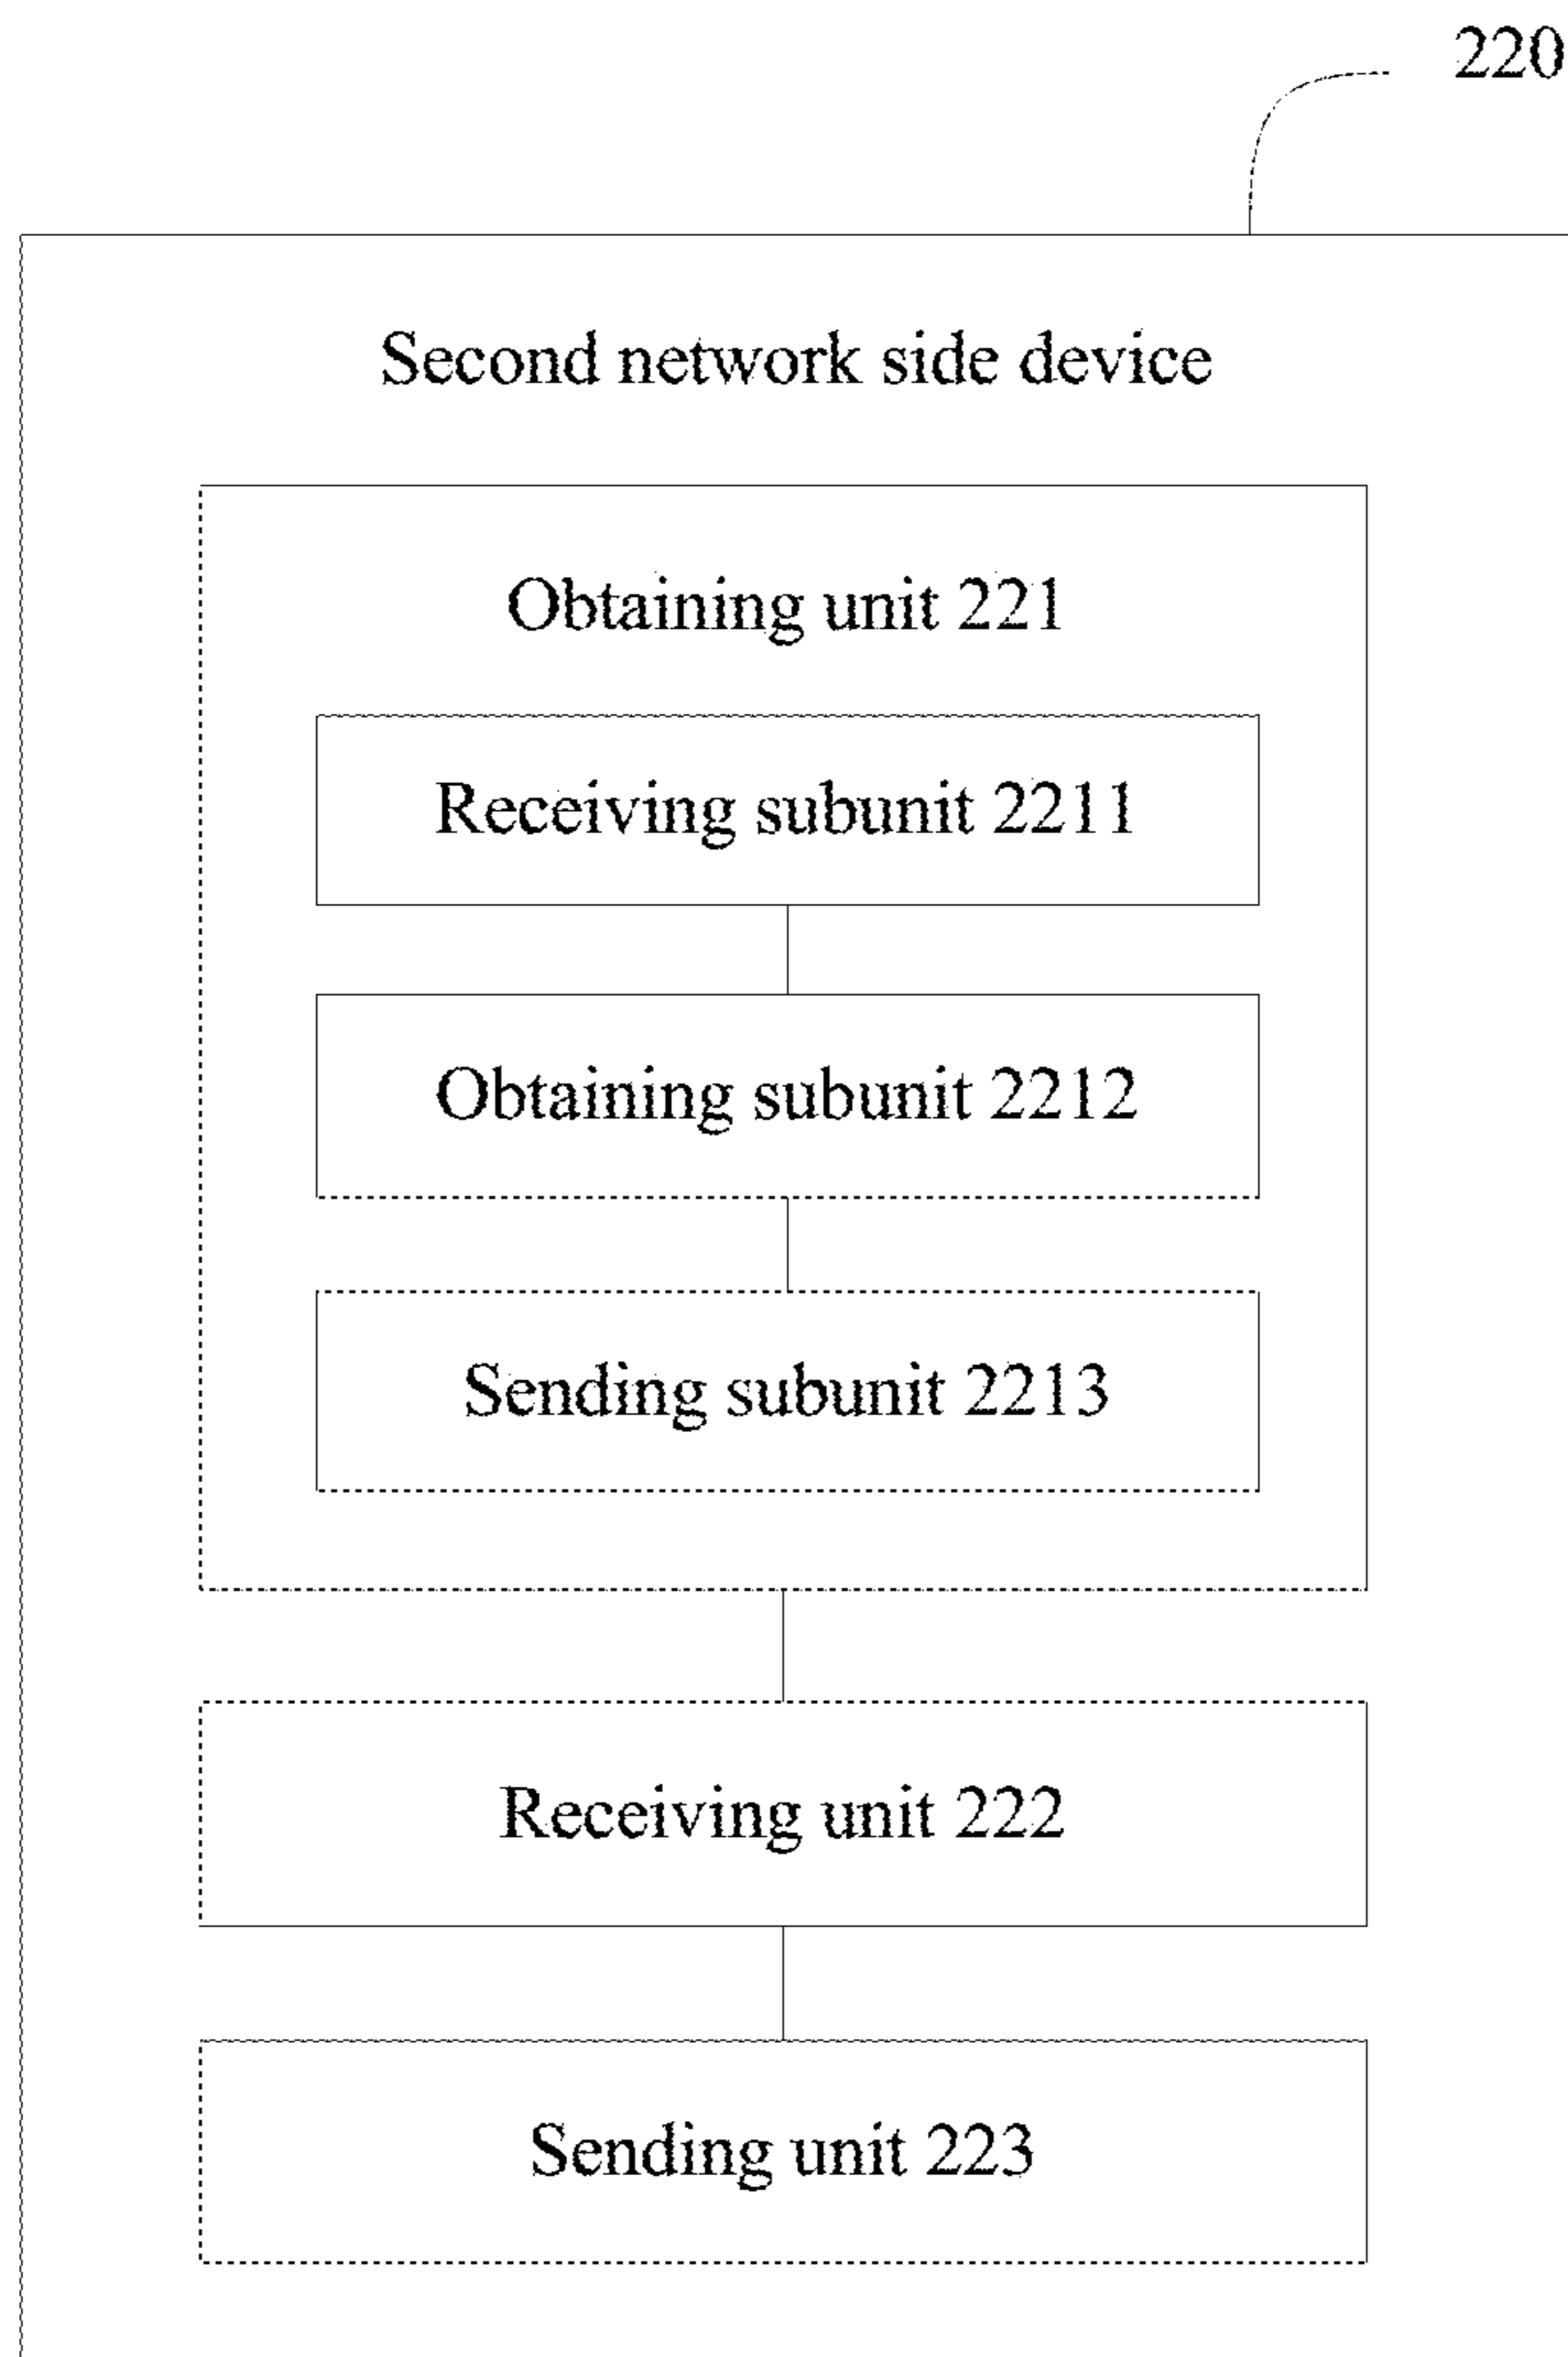 220
Second network side device
Obtaining unit 221
Receiving subunit 2211
Obtaining subunit 2212
Sending subunit 2213
Receiving unit 222
Sending unit 223